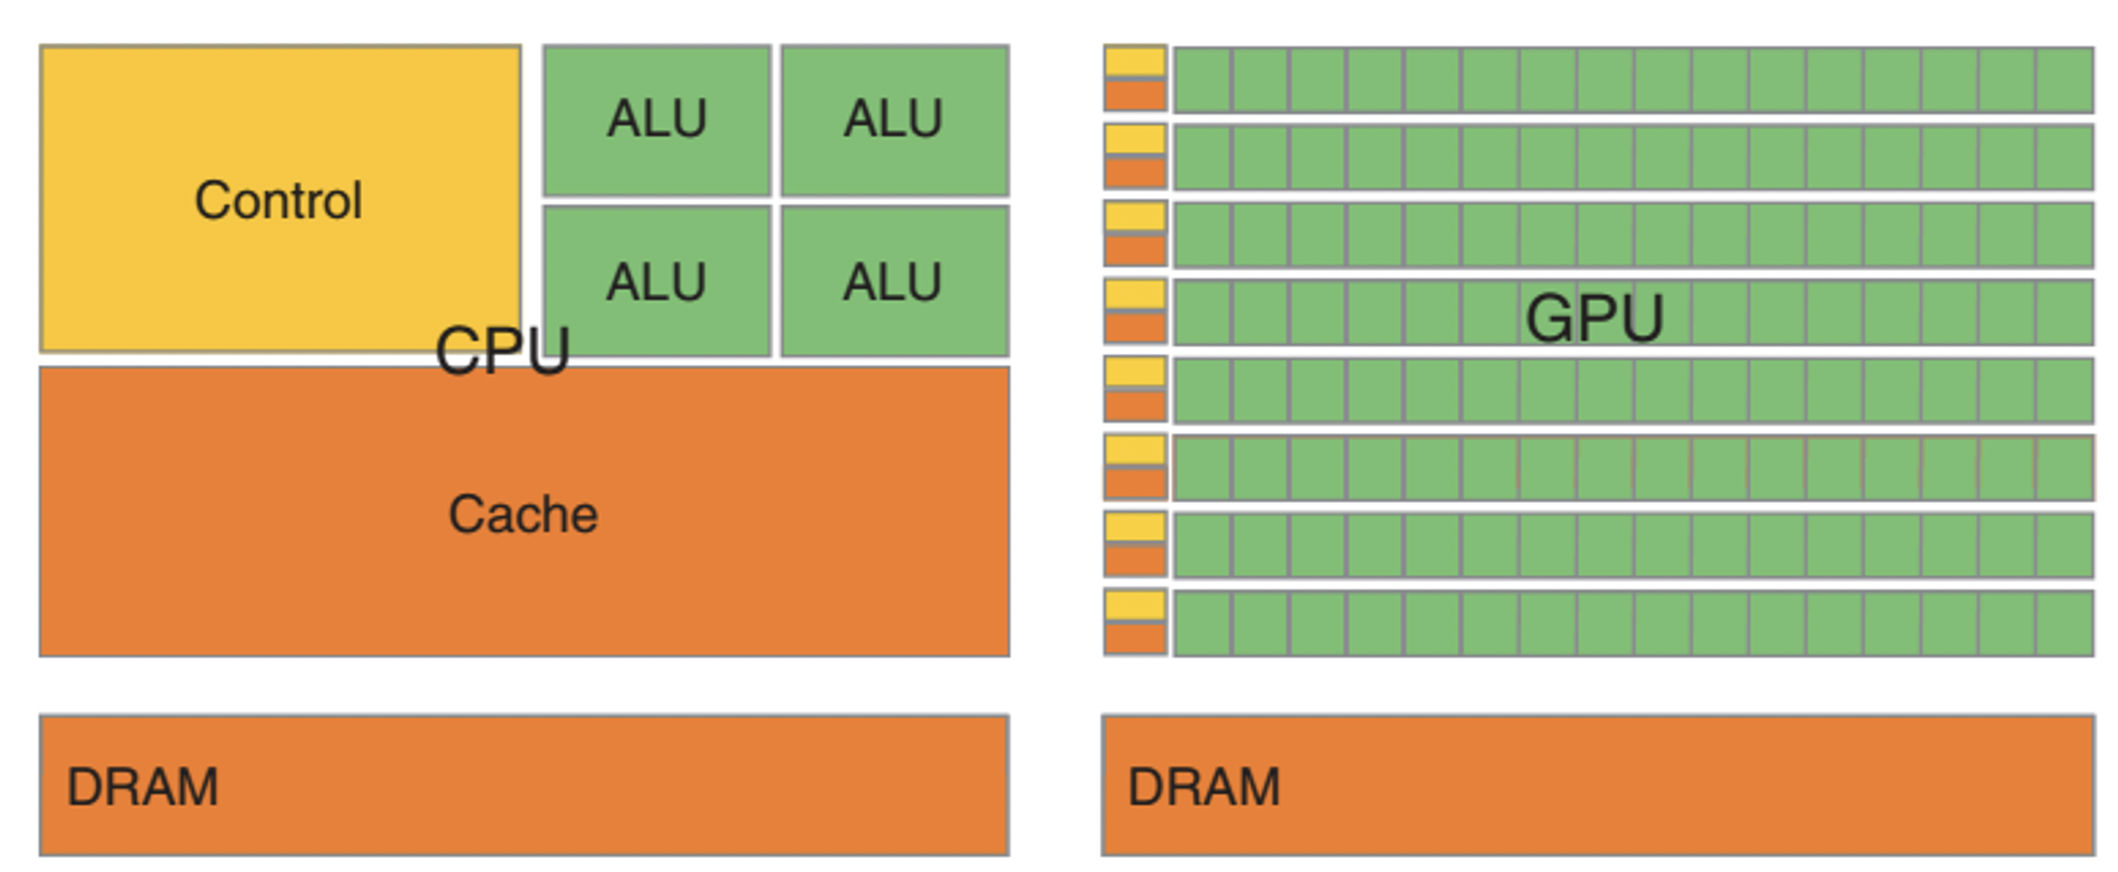 Control
ALU ALU
ALU ALU
CPU
Cache
DRAM
GPU
DRAM